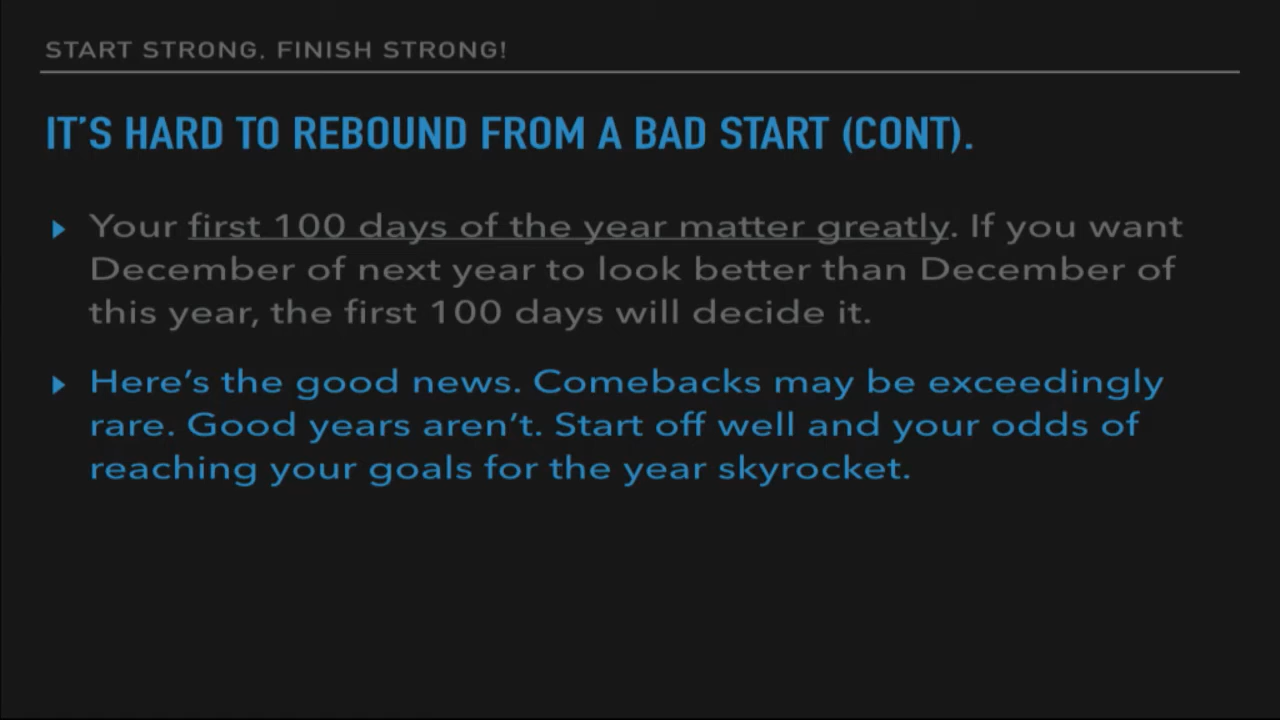 START STRONG, FINISH STRONG!
IT'S HARD TO REBOUND FROM A BAD START (CONT).
Your first 100 days of the year matter greatly. If you want
December of next year to look better than December of
this year, the first 100 days will decide it.
Here's the good news. Comebacks may be exceedingly
rare. Good years aren't. Start off well and your odds of
reaching your goals for the year skyrocket.